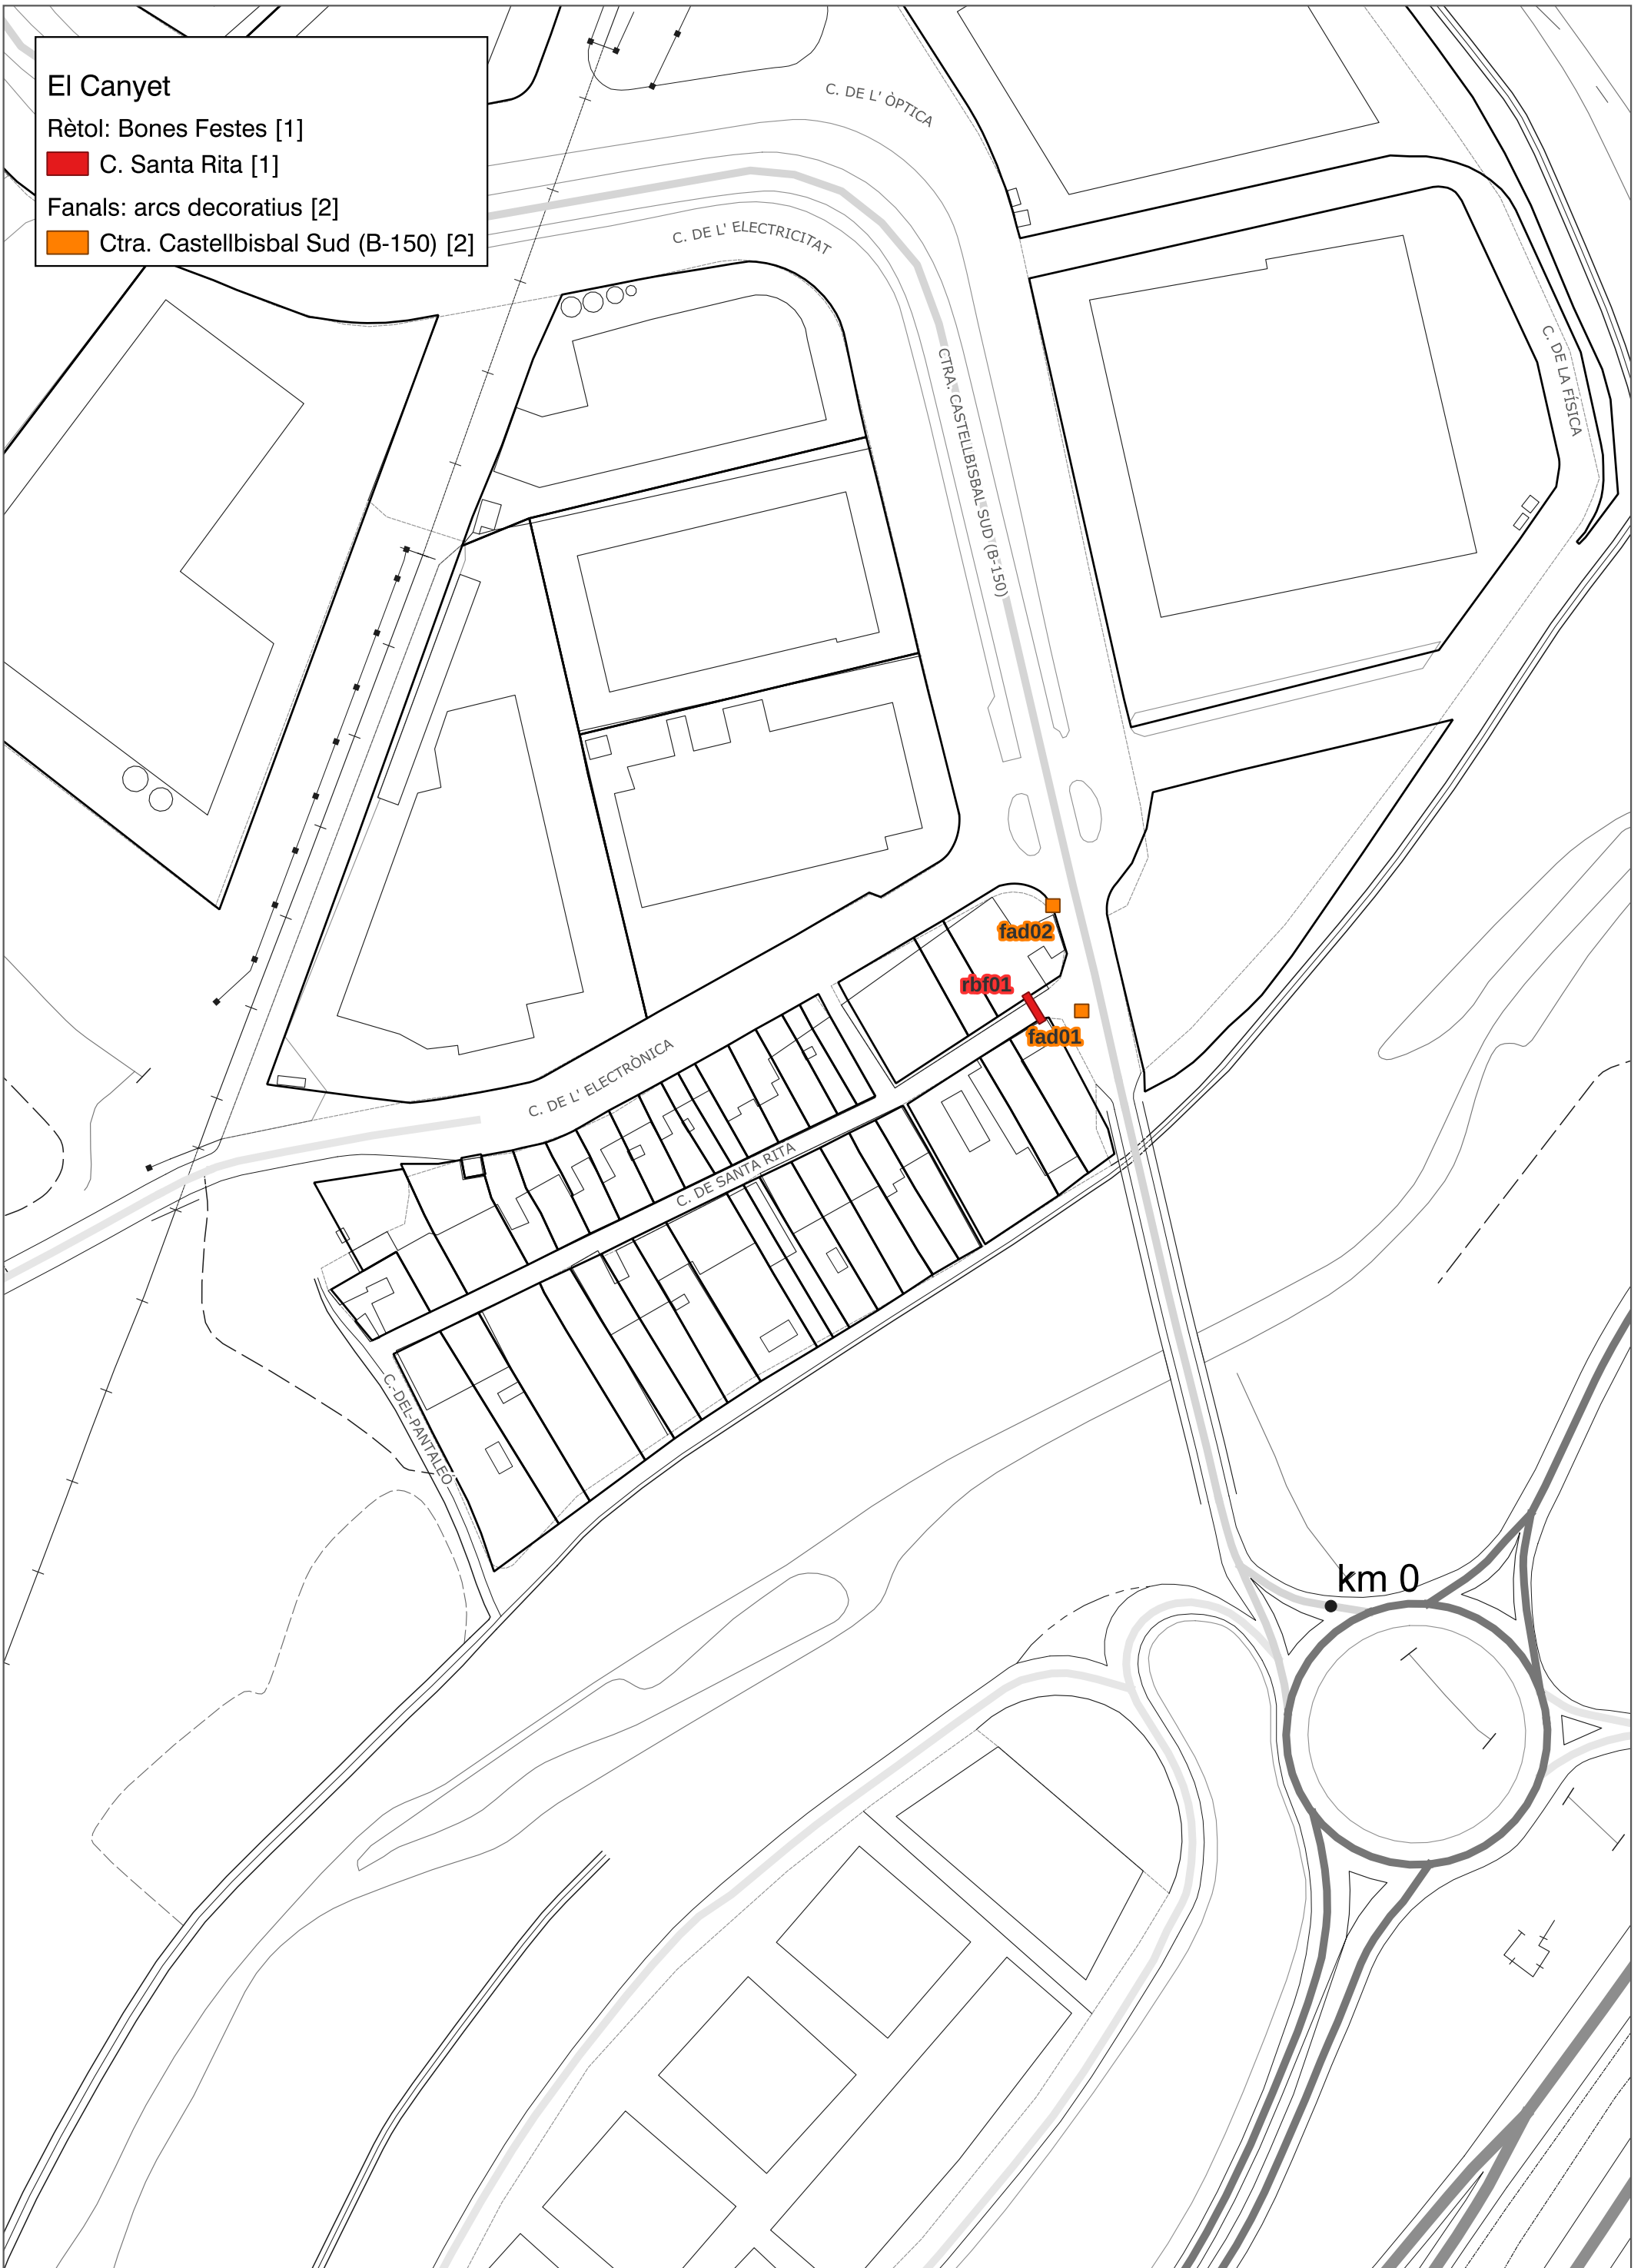 El Canyet
Rètol: Bones Festes [1]
C. Santa Rita [1]
Fanals: arcs decoratius [2]
Ctra. Castellbisbal Sud (B-150) [2]
C. DE L' ÒPTICA
C. DE L' ELECTRICITAT
CTRA. CASTELLBISBAL SUD (B-150)
C. DE LA FÍSICA
fad02
rbf01
fad01
C. DE L' ELECTRÒNICA
C. DE SANTA RITA
C. DEL PANTALEÓ
km 0